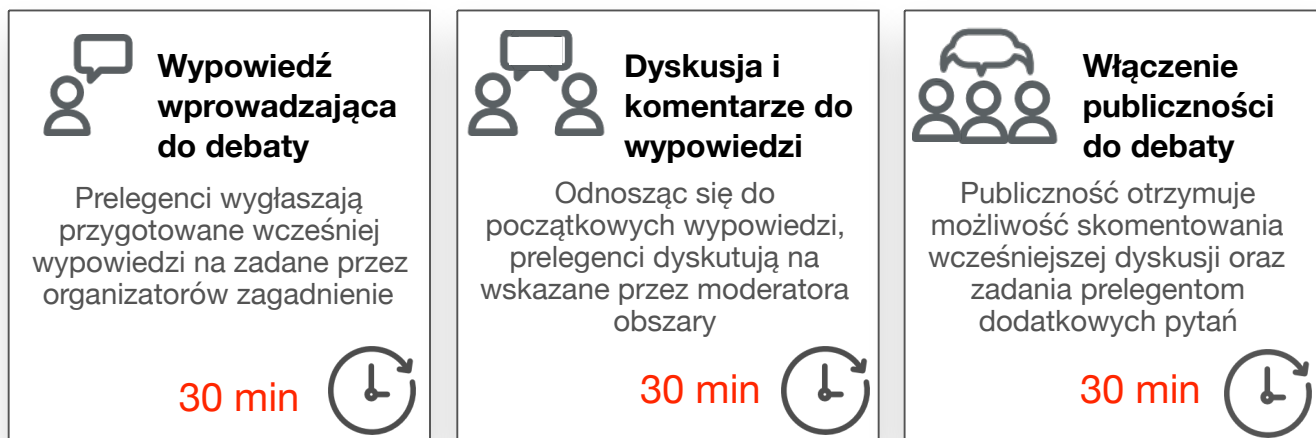 Wypowiedź
wprowadzająca
do debaty
Prelegenci wygłaszają
przygotowane wcześniej
wypowiedzi na zadane przez
organizatorów zagadnienie
30 min
Dyskusja i
komentarze do
wypowiedzi
Odnosząc się do
początkowych wypowiedzi,
prelegenci dyskutują na
wskazane przez moderatora
obszary
30 min
Włączenie
publiczności
do debaty
Publiczność otrzymuje
możliwość skomentowania
wcześniejszej dyskusji oraz
zadania prelegentom
dodatkowych pytań
30 min